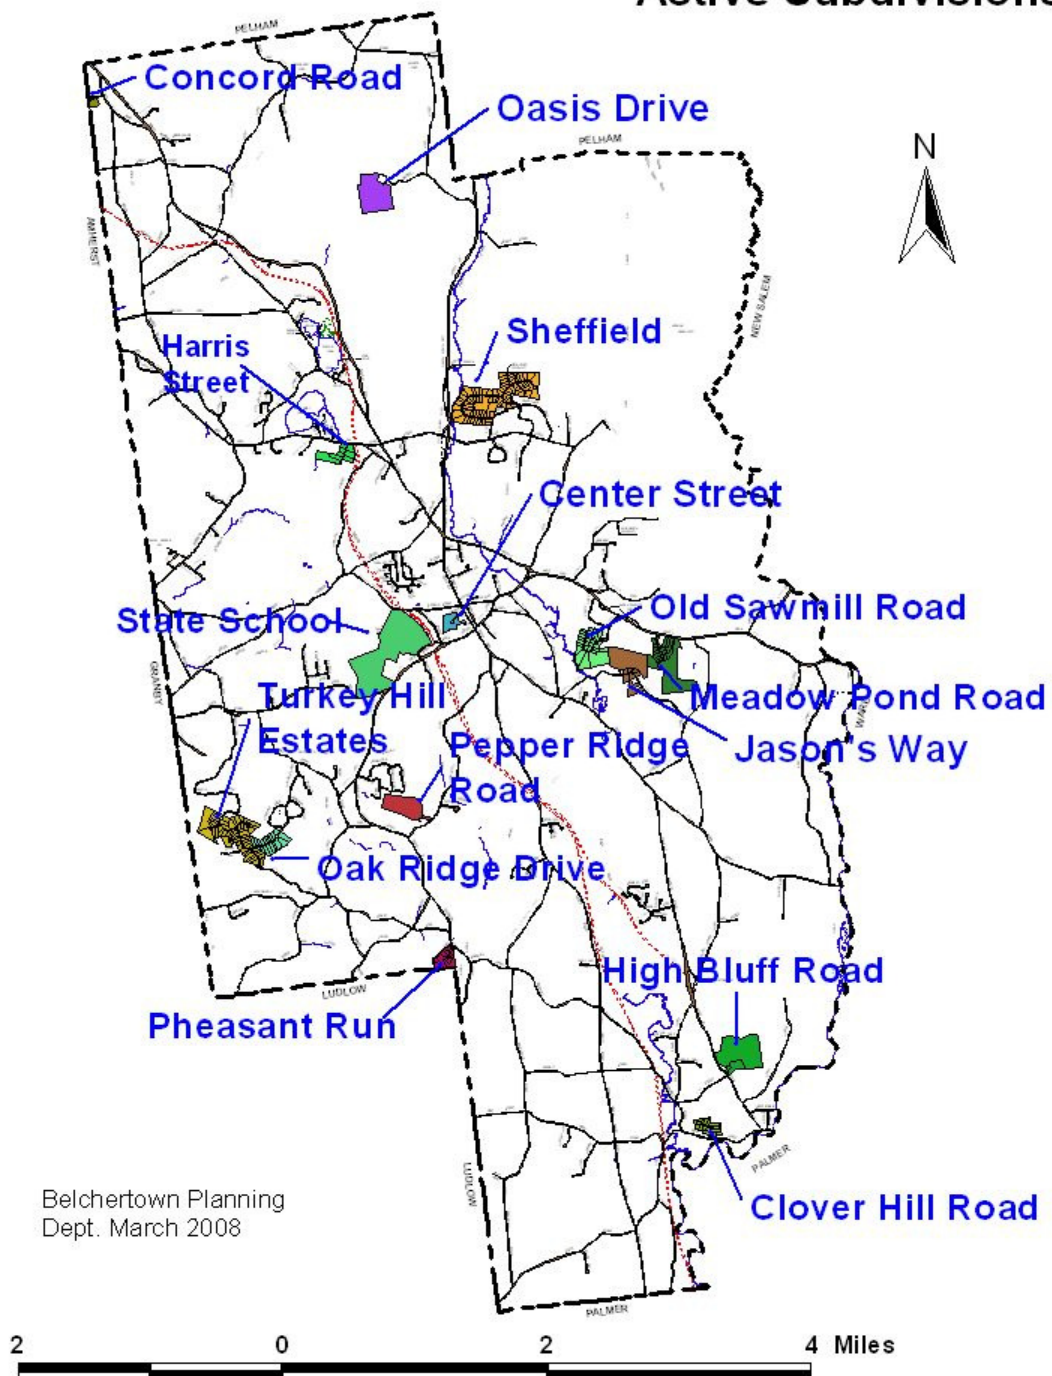 Active Subdivisions
PELHAM
Concord Road
Oasis Drive
PELHAM
N
AMHERST
NEW SALEM
Sheffield
Harris
Street
Center Street
State School
Old Sawmill Road
GRANBY
Turkey Hill
Estates
Meadow Pond Road
Pepper Ridge
Road
Jason's Way
Oak Ridge Drive
High Bluff Road
LUDLOW
Pheasant Run
PALMER
LUDLOW
Belchertown Planning
Dept. March 2008
Clover Hill Road
PALMER
2 0 2 4 Miles